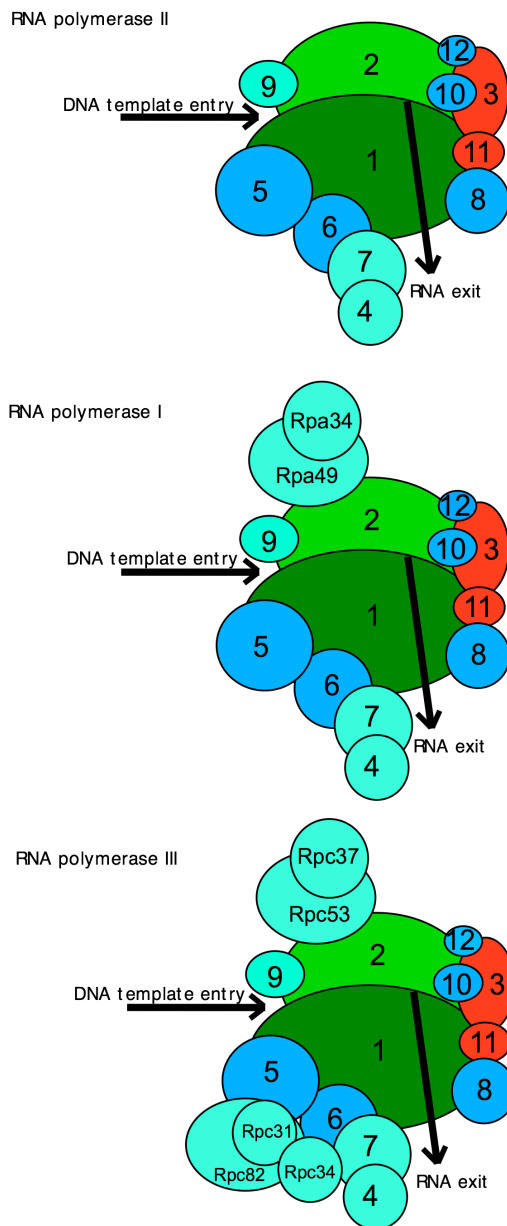 RNA polymerase II
12
2
9
10
3
DNA template entry
11
1
5
8
6
7
RNA exit
4
RNA polymerase I
Rpa34
Rpa49
12
2
9
10
3
DNA template entry
11
1
5
8
6
7
RNA exit
4
RNA polymerase III
Rpc37
Rpc53
12
2
9
10
3
DNA template entry
11
1
5
8
6
Rpc31
7
Rpc82
Rpc34
RNA exit
4